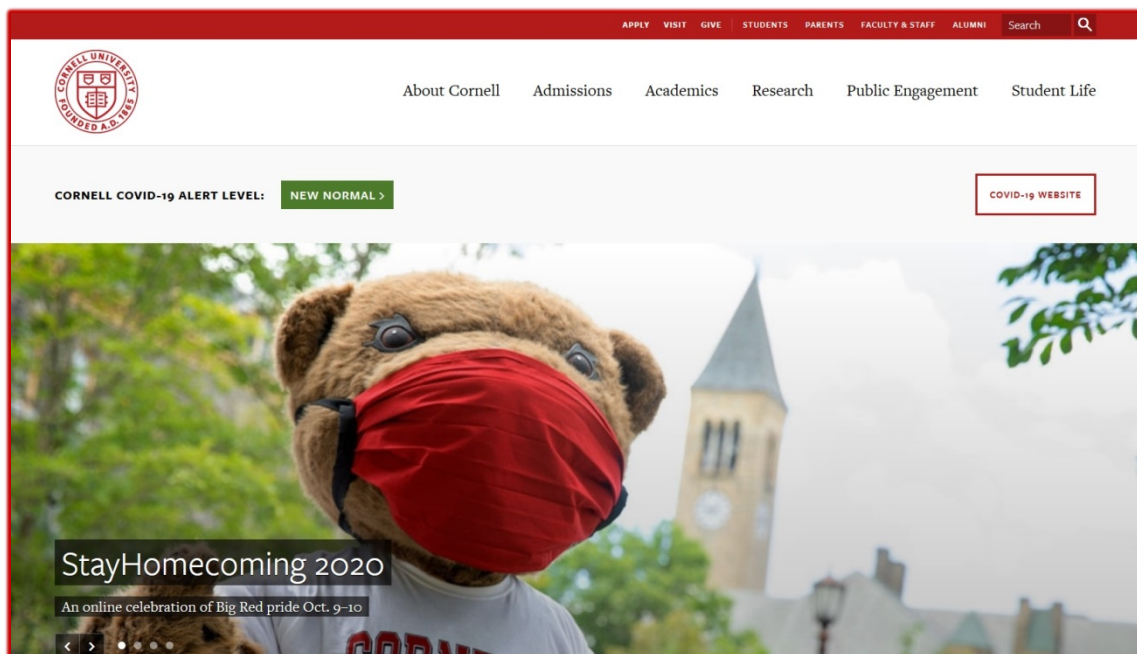 APPLY VISIT GIVE STUDENTS PARENTS FACULTY & STAFF ALUMNI Search
CORNELL UNIVERSITY
FOUNDED A.D. 1865
About Cornell Admissions Academics Research Public Engagement Student Life
CORNELL COVID-19 ALERT LEVEL: NEW NORMAL > COVID-19 WEBSITE
StayHomecoming 2020
An online celebration of Big Red pride Oct. 9–10